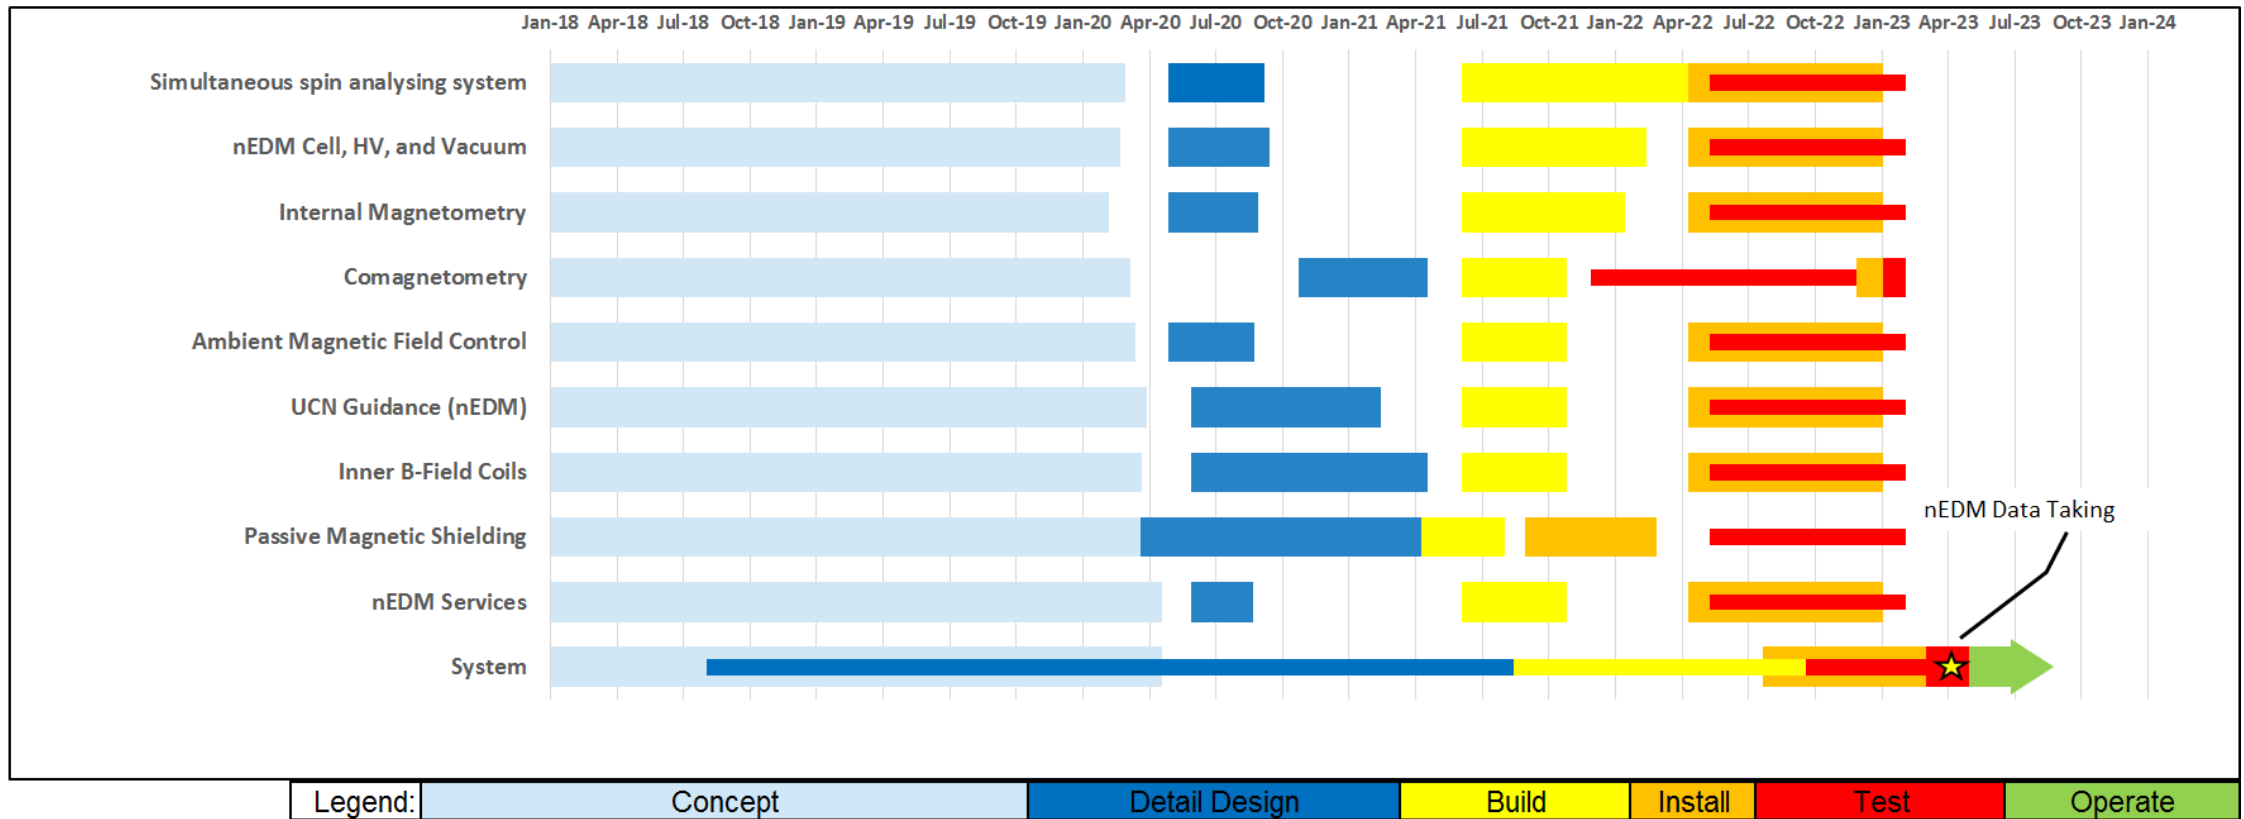 Jan-18 Apr-18 Jul-18 Oct-18 Jan-19 Apr-19 Jul-19 Oct-19 Jan-20 Apr-20 Jul-20 Oct-20 Jan-21 Apr-21 Jul-21 Oct-21 Jan-22 Apr-22 Jul-22 Oct-22 Jan-23 Apr-23 Jul-23 Oct-23 Jan-24
Simultaneous spin analysing system
nEDM Cell, HV, and Vacuum
Internal Magnetometry
Comagnetometry
Ambient Magnetic Field Control
UCN Guidance (nEDM)
Inner B-Field Coils
nEDM Data Taking
Passive Magnetic Shielding
nEDM Services
System
Legend: Concept Detail Design Build Install Test Operate